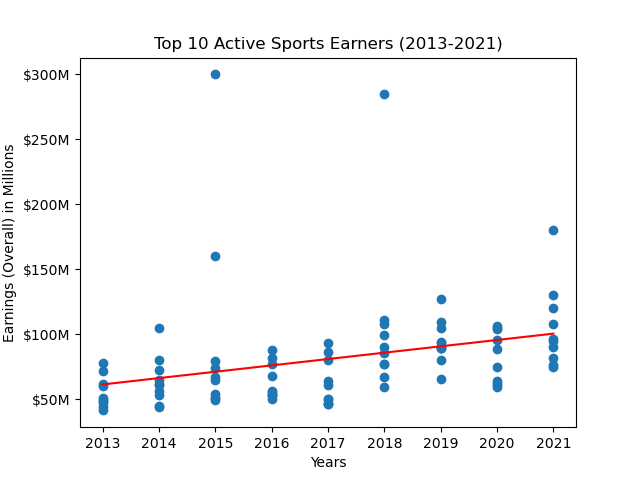 Top 10 Active Sports Earners (2013-2021)
Earnings (Overall) in Millions
$300M
$250M
$200M
$150M
$100M
$50M
2013 2014 2015 2016 2017 2018 2019 2020 2021
Years